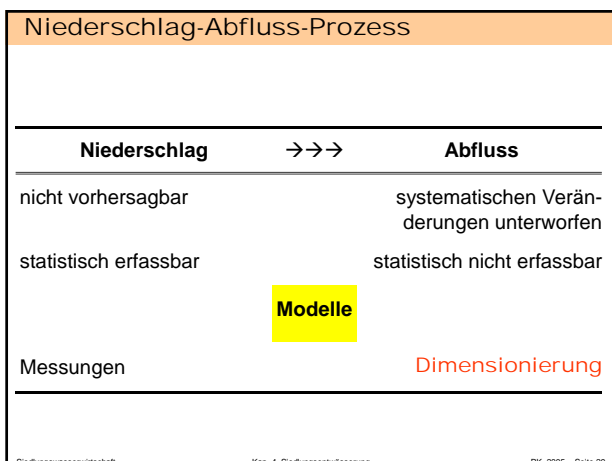 Niederschlag-Abfluss-Prozess
Niederschlag →→→ Abfluss
nicht vorhersagbar systematischen Verän-
derungen unterworfen
statistisch erfassbar statistisch nicht erfassbar
Modelle
Messungen Dimensionierung